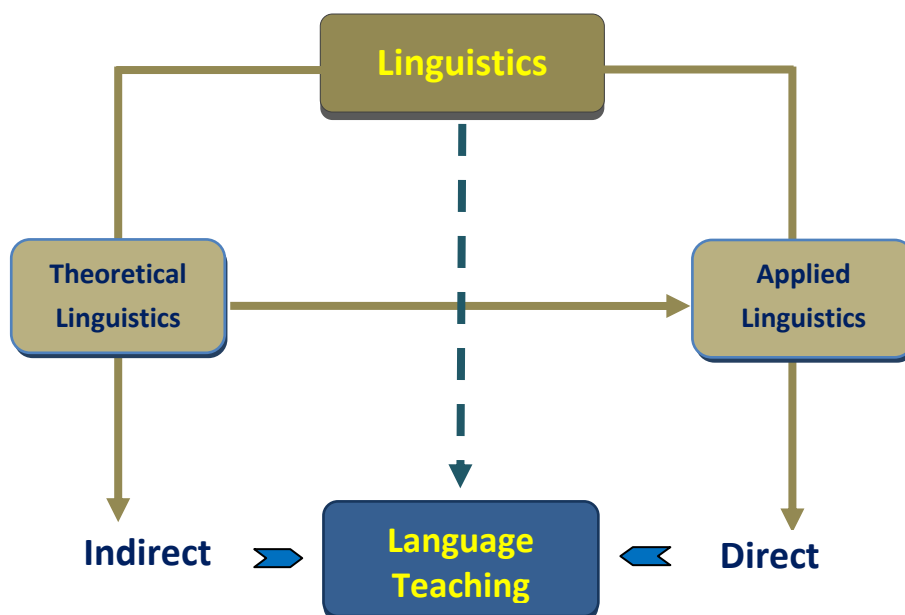 Linguistics
Theoretical
Linguistics
Applied
Linguistics
Indirect
Language
Teaching
Direct